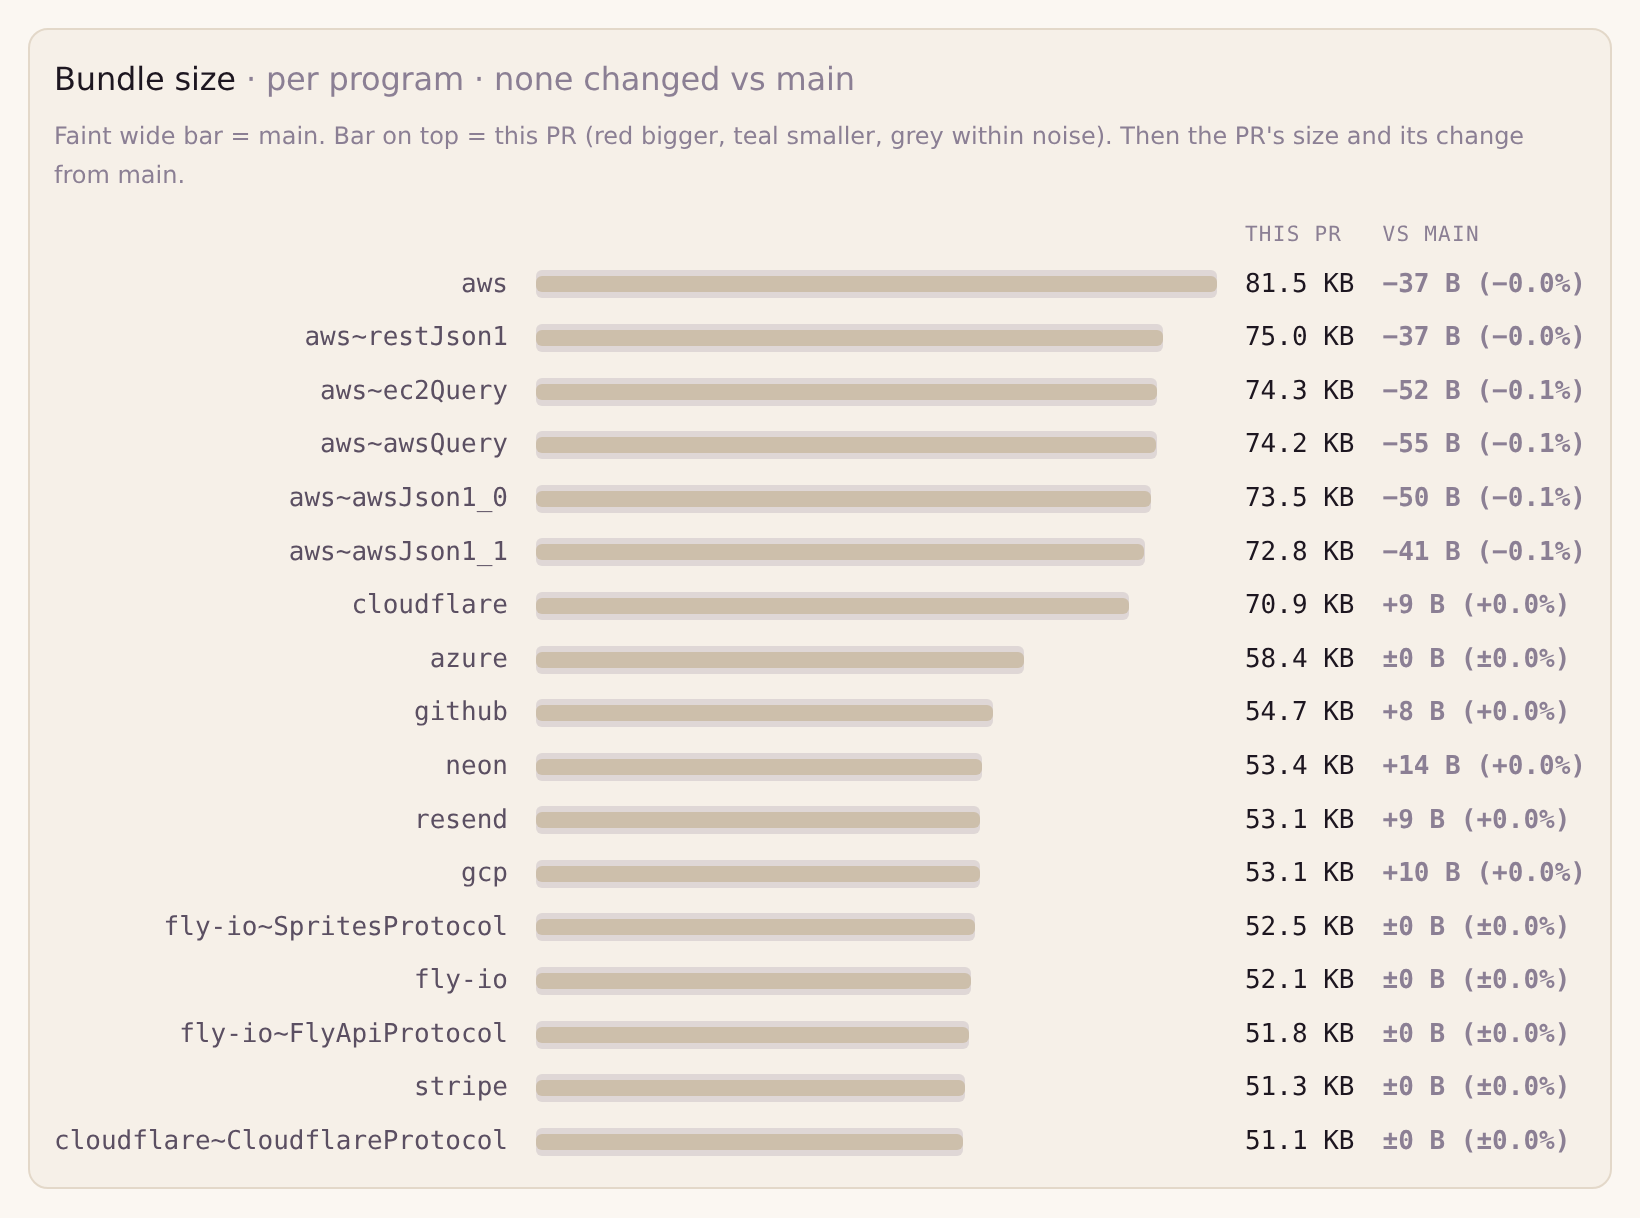 Bundle size · per program · none changed vs main
Faint wide bar = main. Bar on top = this PR (red bigger, teal smaller, grey within noise). Then the PR's size and its change
from main.
THIS PR VS MAIN
aws 81.5 KB −37 B (−0.0%)
aws~restJson1 75.0 KB −37 B (−0.0%)
aws~ec2Query 74.3 KB −52 B (−0.1%)
aws~awsQuery 74.2 KB −55 B (−0.1%)
aws~awsJson1_0 73.5 KB −50 B (−0.1%)
aws~awsJson1_1 72.8 KB −41 B (−0.1%)
cloudflare 70.9 KB +9 B (+0.0%)
azure 58.4 KB ±0 B (±0.0%)
github 54.7 KB +8 B (+0.0%)
neon 53.4 KB +14 B (+0.0%)
resend 53.1 KB +9 B (+0.0%)
gcp 53.1 KB +10 B (+0.0%)
fly-io~SpritesProtocol 52.5 KB ±0 B (±0.0%)
fly-io 52.1 KB ±0 B (±0.0%)
fly-io~FlyApiProtocol 51.8 KB ±0 B (±0.0%)
stripe 51.3 KB ±0 B (±0.0%)
cloudflare~CloudflareProtocol 51.1 KB ±0 B (±0.0%)